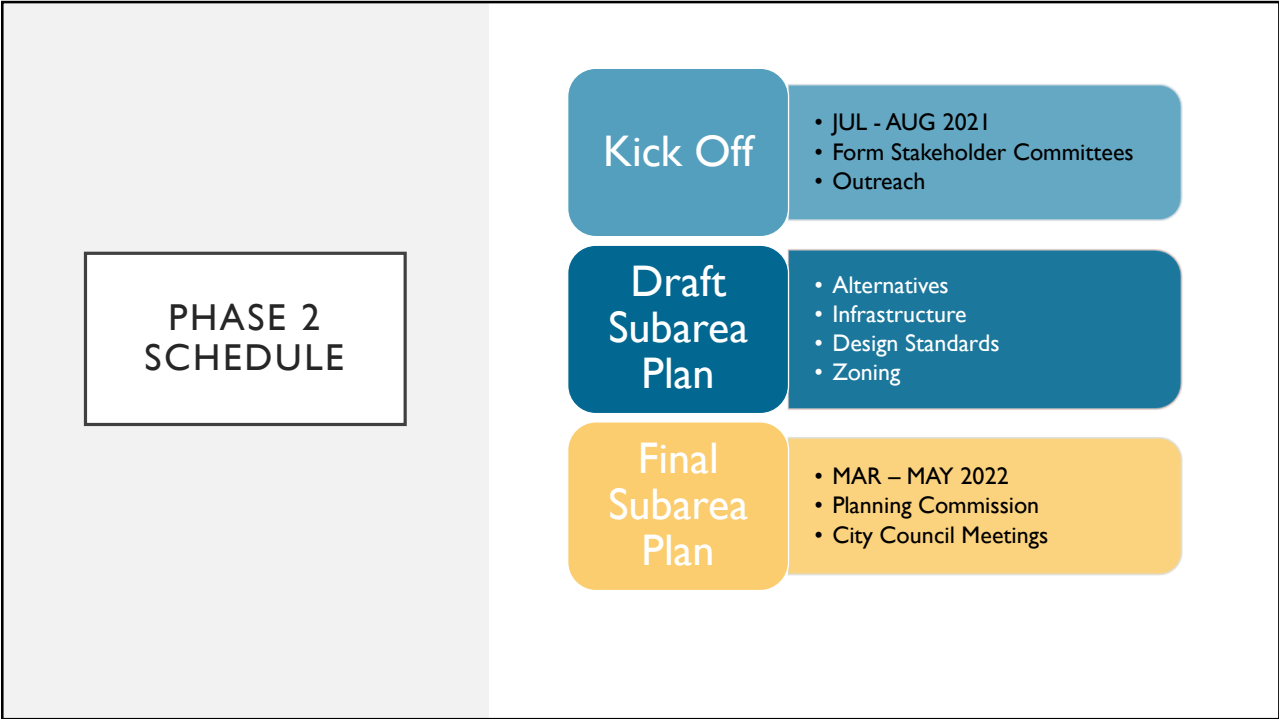 PHASE 2
SCHEDULE
Kick Off
• JUL - AUG 2021
• Form Stakeholder Committees
• Outreach
Draft
Subarea
Plan
• Alternatives
• Infrastructure
• Design Standards
• Zoning
Final
Subarea
Plan
• MAR – MAY 2022
• Planning Commission
• City Council Meetings